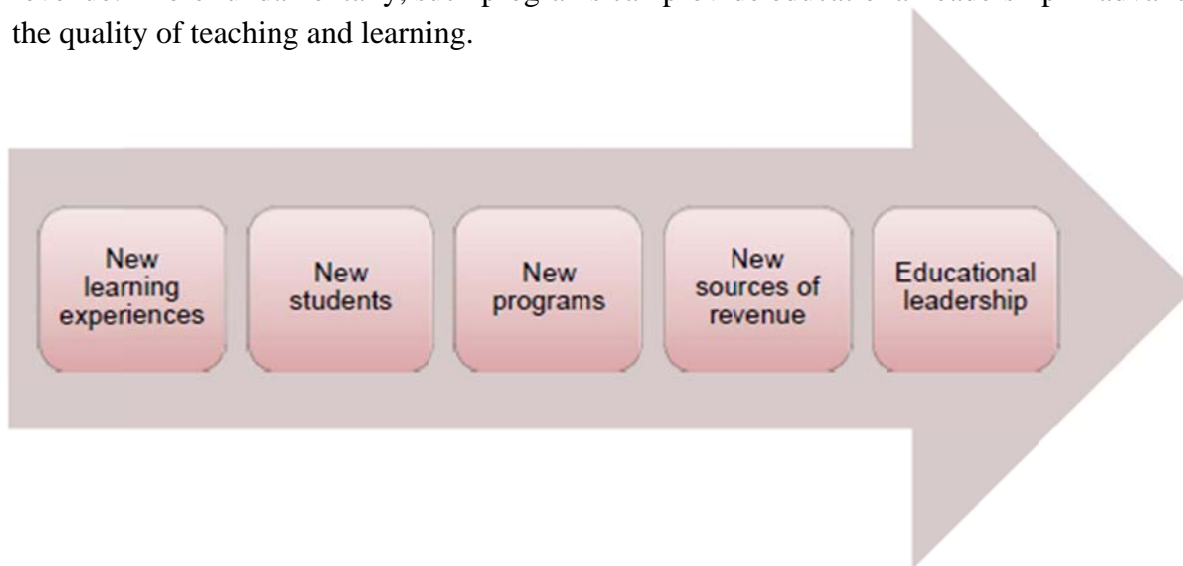 the quality of teaching and learning.
New
learning
experiences
New
students
New
programs
New
sources of
revenue
Educational
leadership